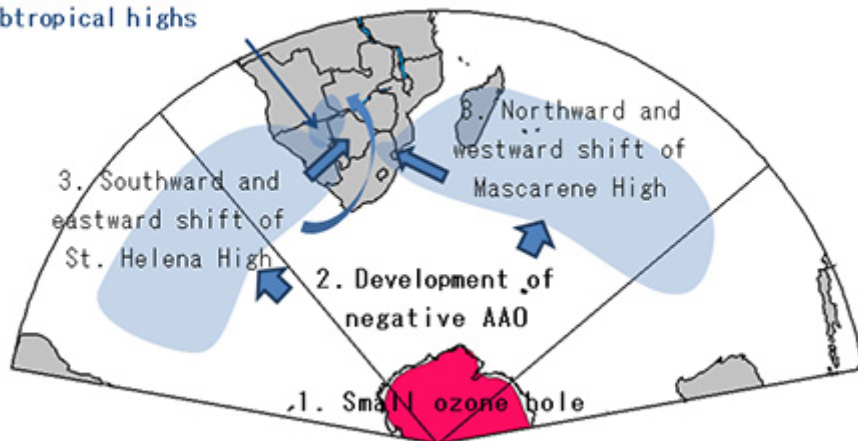 btropical highs
3. Northward and
westward shift of
Mascarene High
3. Southward and
eastward shift of
St. Helena High
2. Development of
negative AAO
1. Small ozone hole